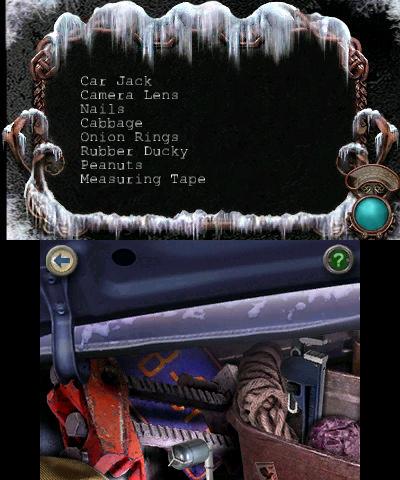 Car Jack
Camera Lens
Nails
Cabbage
Onion Rings
Rubber Ducky
Peanuts
Measuring Tape
?